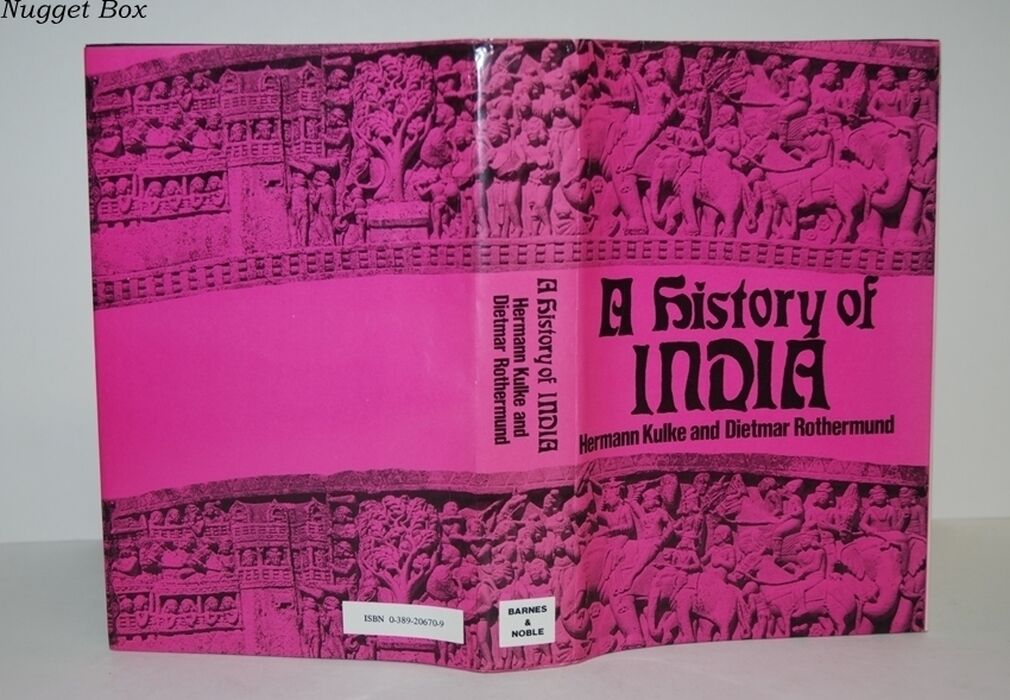 Nugget Box
A History of
INDIA
Hermann Kulke and Dietmar Rothermund
A History of INDIA
Hermann Kulke and
Dietmar Rothermund
ISBN 0-389-20670-9
BARNES
&
NOBLE